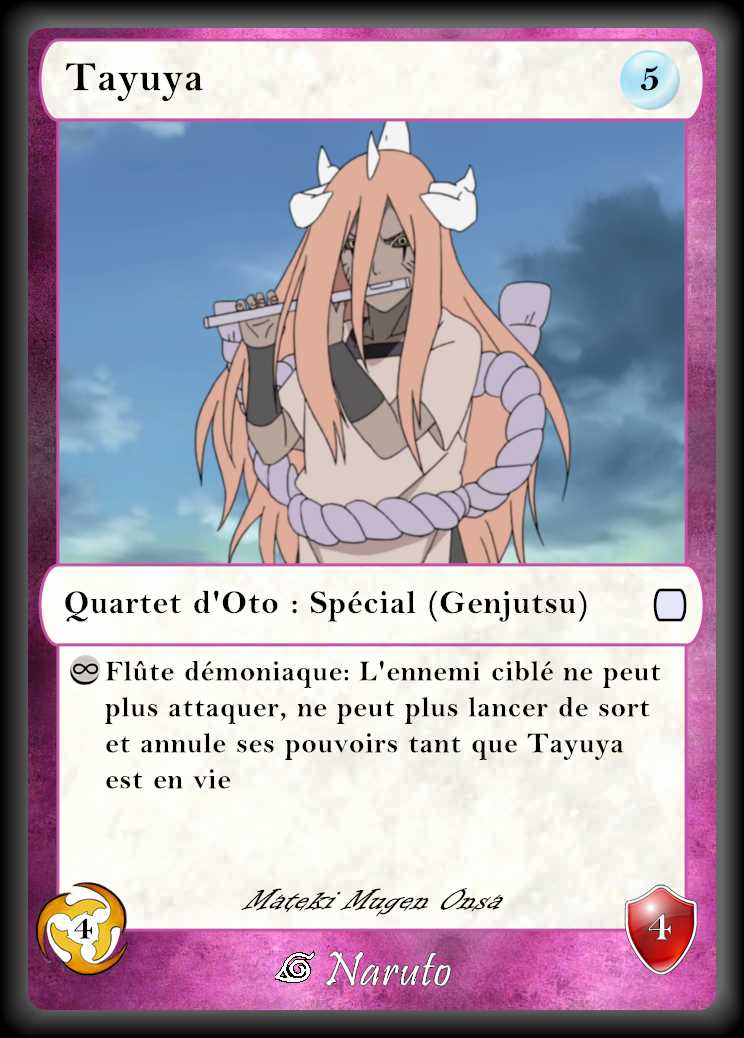 Tayuya
5
Quartet d'Oto : Spécial (Genjutsu)
∞ Flûte démoniaque: L'ennemi ciblé ne peut
plus attaquer, ne peut plus lancer de sort
et annule ses pouvoirs tant que Tayuya
est en vie
Mateki Mugen Onsa
4
4
Naruto